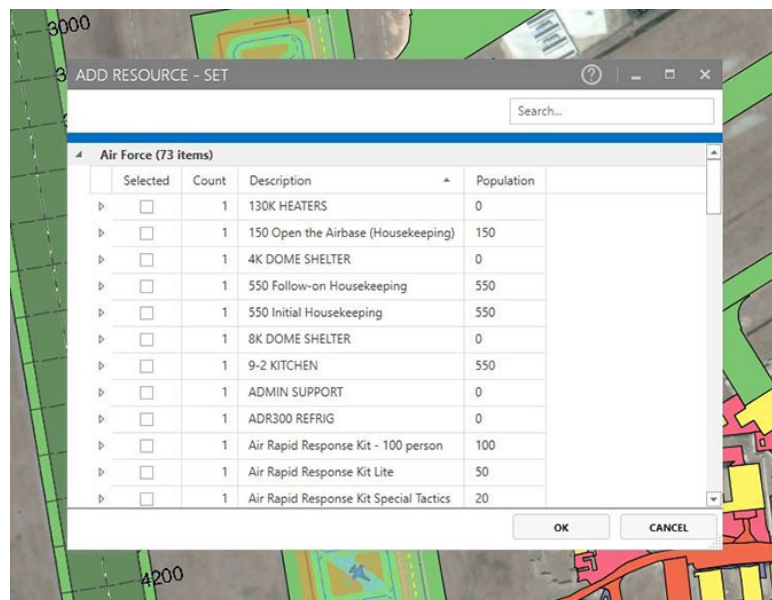 3000
ADD RESOURCE - SET
Search...
Air Force (73 items)
Selected Count Description Population
1 130K HEATERS 0
1 150 Open the Airbase (Housekeeping) 150
1 4K DOME SHELTER 0
1 550 Follow-on Housekeeping 550
1 550 Initial Housekeeping 550
1 8K DOME SHELTER 0
1 9-2 KITCHEN 550
1 ADMIN SUPPORT 0
1 ADR300 REFRIG 0
1 Air Rapid Response Kit - 100 person 100
1 Air Rapid Response Kit Lite 50
1 Air Rapid Response Kit Special Tactics 20
OK CANCEL
4200